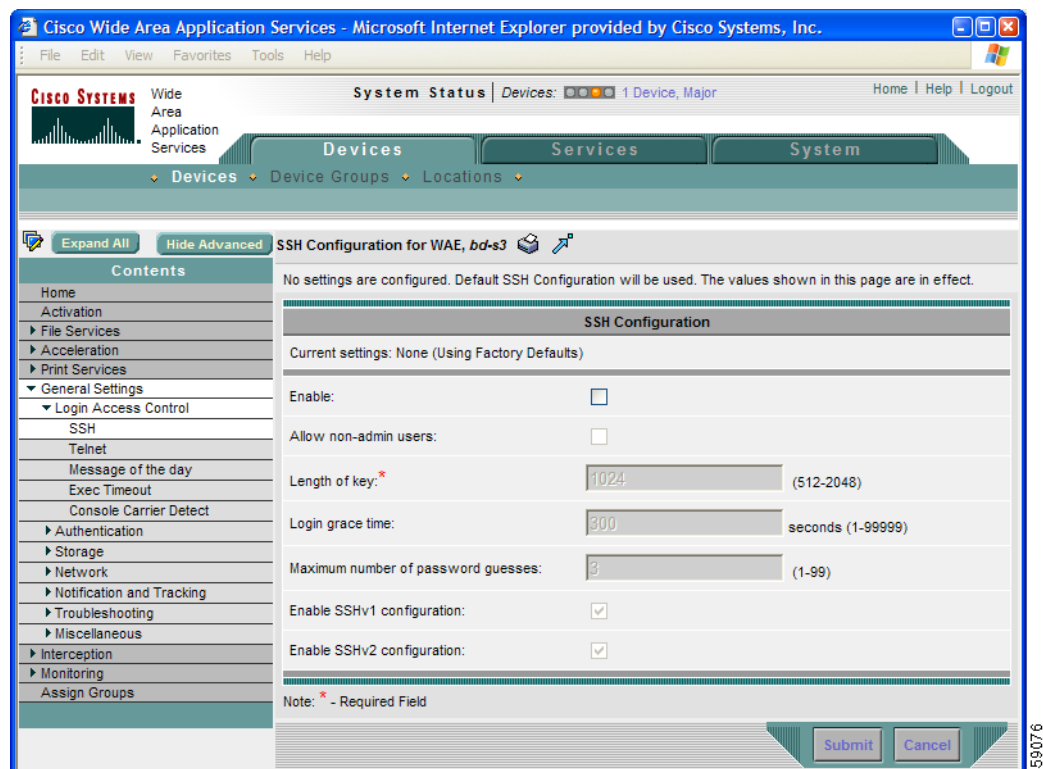 Cisco Wide Area Application Services - Microsoft Internet Explorer provided by Cisco Systems, Inc.
File Edit View Favorites Tools Help
CISCO SYSTEMS
Wide
Area
Application
Services
System Status | Devices: 1 Device, Major
Home | Help | Logout
Devices Services System
Devices Device Groups Locations
Expand All Hide Advanced
Contents
Home
Activation
File Services
Acceleration
Print Services
General Settings
Login Access Control
SSH
Telnet
Message of the day
Exec Timeout
Console Carrier Detect
Authentication
Storage
Network
Notification and Tracking
Troubleshooting
Miscellaneous
Interception
Monitoring
Assign Groups
SSH Configuration for WAE, bd-s3
No settings are configured. Default SSH Configuration will be used. The values shown in this page are in effect.
SSH Configuration
Current settings: None (Using Factory Defaults)
Enable:
Allow non-admin users:
Length of key:* 1024 (512-2048)
Login grace time: 300 seconds (1-99999)
Maximum number of password guesses: 3 (1-99)
Enable SSHv1 configuration:
Enable SSHv2 configuration:
Note: * - Required Field
Submit Cancel
59076